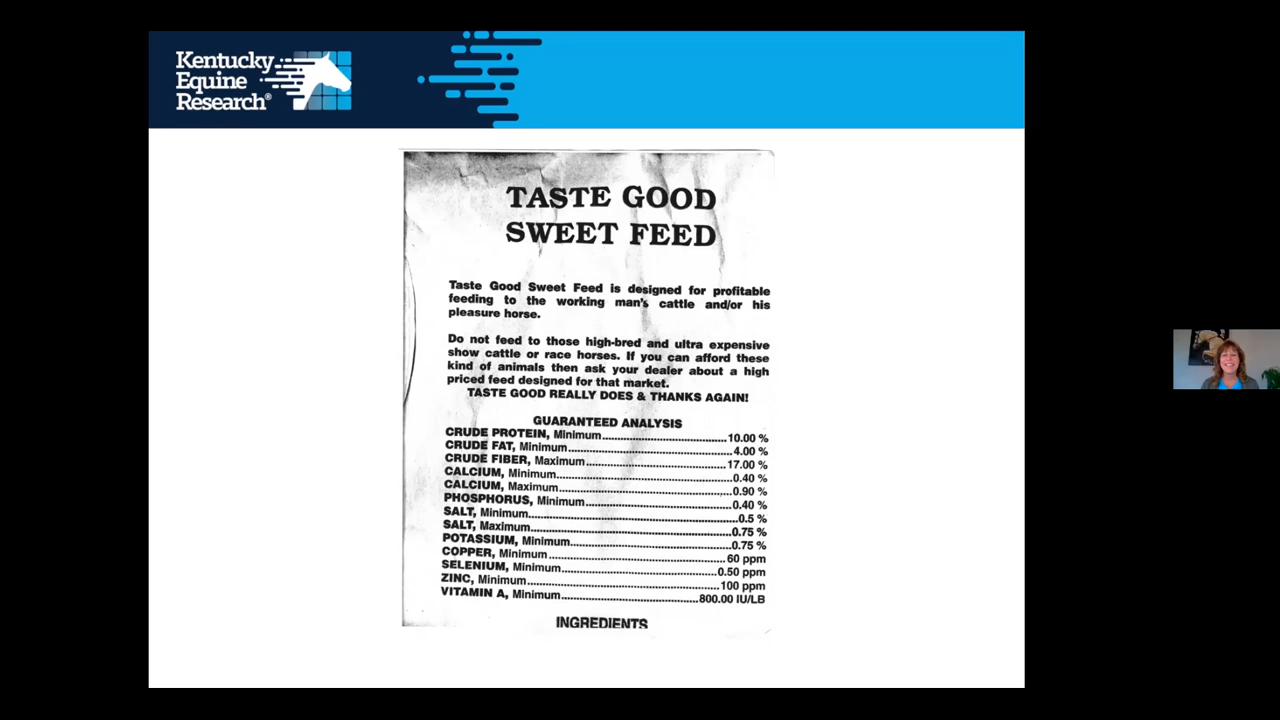 Kentucky
Equine
Research®
TASTE GOOD
SWEET FEED
Taste Good Sweet Feed is designed for profitable
feeding to the working man's cattle and/or his
pleasure horse.
Do not feed to those high-bred and ultra expensive
show cattle or race horses. If you can afford these
kind of animals then ask your dealer about a high
priced feed designed for that market.
TASTE GOOD REALLY DOES & THANKS AGAIN!
GUARANTEED ANALYSIS
CRUDE PROTEIN, Minimum 10.00 %
CRUDE FAT, Minimum 4.00 %
CRUDE FIBER, Maximum 17.00 %
CALCIUM, Minimum 0.40 %
CALCIUM, Maximum 0.90 %
PHOSPHORUS, Minimum 0.40 %
SALT, Minimum 0.5 %
SALT, Maximum 0.75 %
POTASSIUM, Minimum 0.75 %
COPPER, Minimum 60 ppm
SELENIUM, Minimum 0.50 ppm
ZINC, Minimum 100 ppm
VITAMIN A, Minimum 800.00 IU/LB
INGREDIENTS